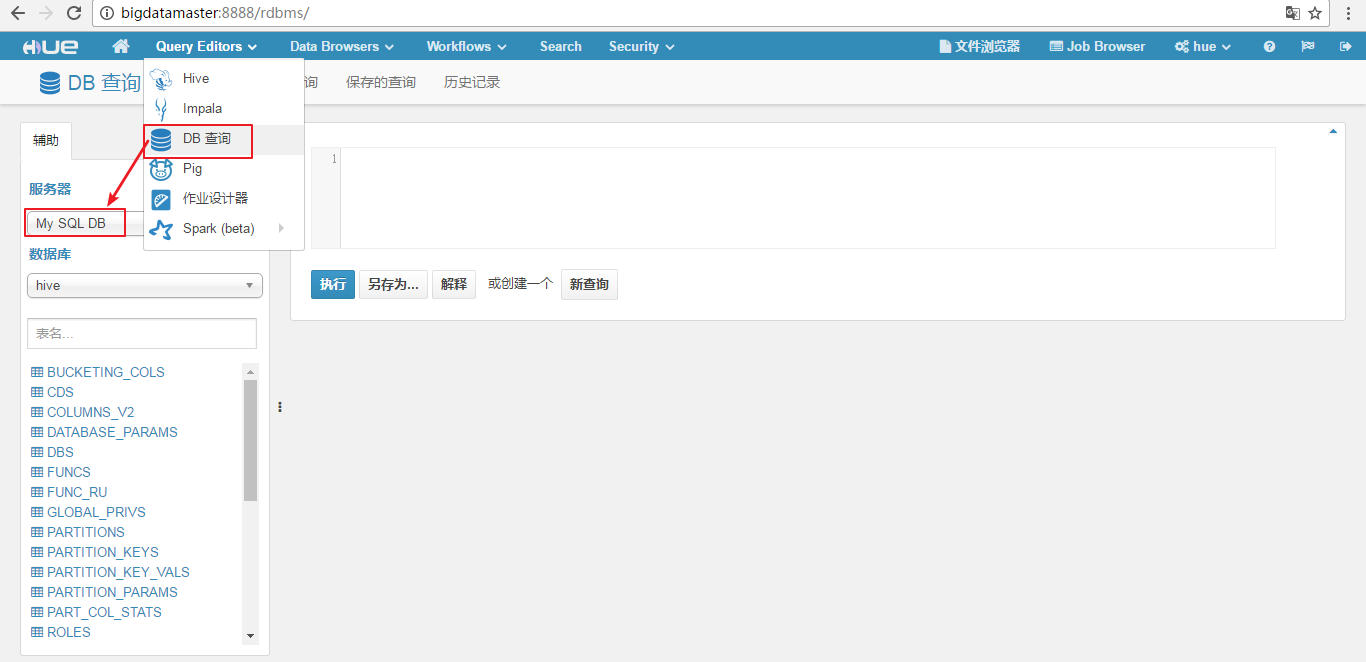 bigdatamaster:8888/rdbms/
HUE Query Editors Data Browsers Workflows Search Security 文件浏览器 Job Browser hue
DB 查询 询 保存的查询 历史记录
Hive
Impala
DB 查询
Pig
作业设计器
Spark (beta)
辅助
服务器
My SQL DB
数据库
hive
表名...
BUCKETING_COLS
CDS
COLUMNS_V2
DATABASE_PARAMS
DBS
FUNCS
FUNC_RU
GLOBAL_PRIVS
PARTITIONS
PARTITION_KEYS
PARTITION_KEY_VALS
PARTITION_PARAMS
PART_COL_STATS
ROLES
1
执行 另存为... 解释 或创建一个 新查询